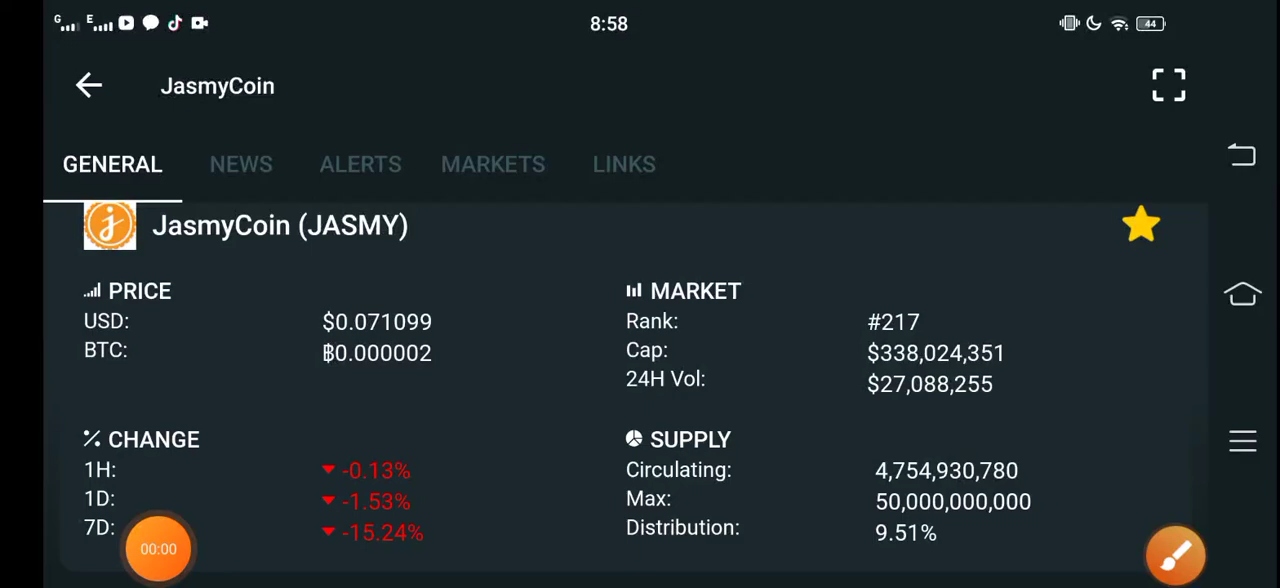 G E 8:58 44
JasmyCoin
GENERAL NEWS ALERTS MARKETS LINKS
j JasmyCoin (JASMY)
PRICE
USD: $0.071099
BTC: ฿0.000002
MARKET
Rank: #217
Cap: $338,024,351
24H Vol: $27,088,255
CHANGE
1H: -0.13%
1D: -1.53%
7D: -15.24%
SUPPLY
Circulating: 4,754,930,780
Max: 50,000,000,000
Distribution: 9.51%
00:00